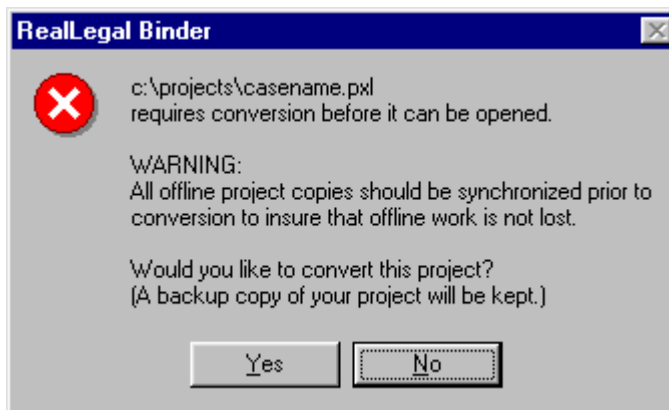 RealLegal Binder
c:\projects\casename.pxl
requires conversion before it can be opened.
WARNING:
All offline project copies should be synchronized prior to
conversion to insure that offline work is not lost.
Would you like to convert this project?
(A backup copy of your project will be kept.)
Yes
No